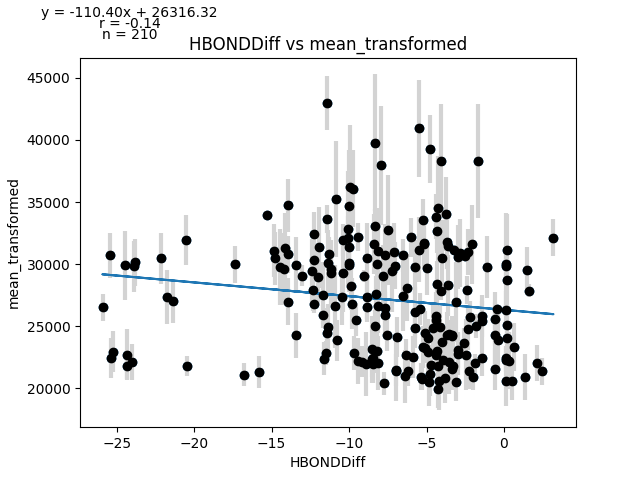 y = -110.40x + 26316.32
r = -0.14
n = 210
HBONDDiff vs mean_transformed
45000
40000
35000
30000
25000
20000
mean_transformed
−25 −20 −15 −10 −5 0
HBONDDiff